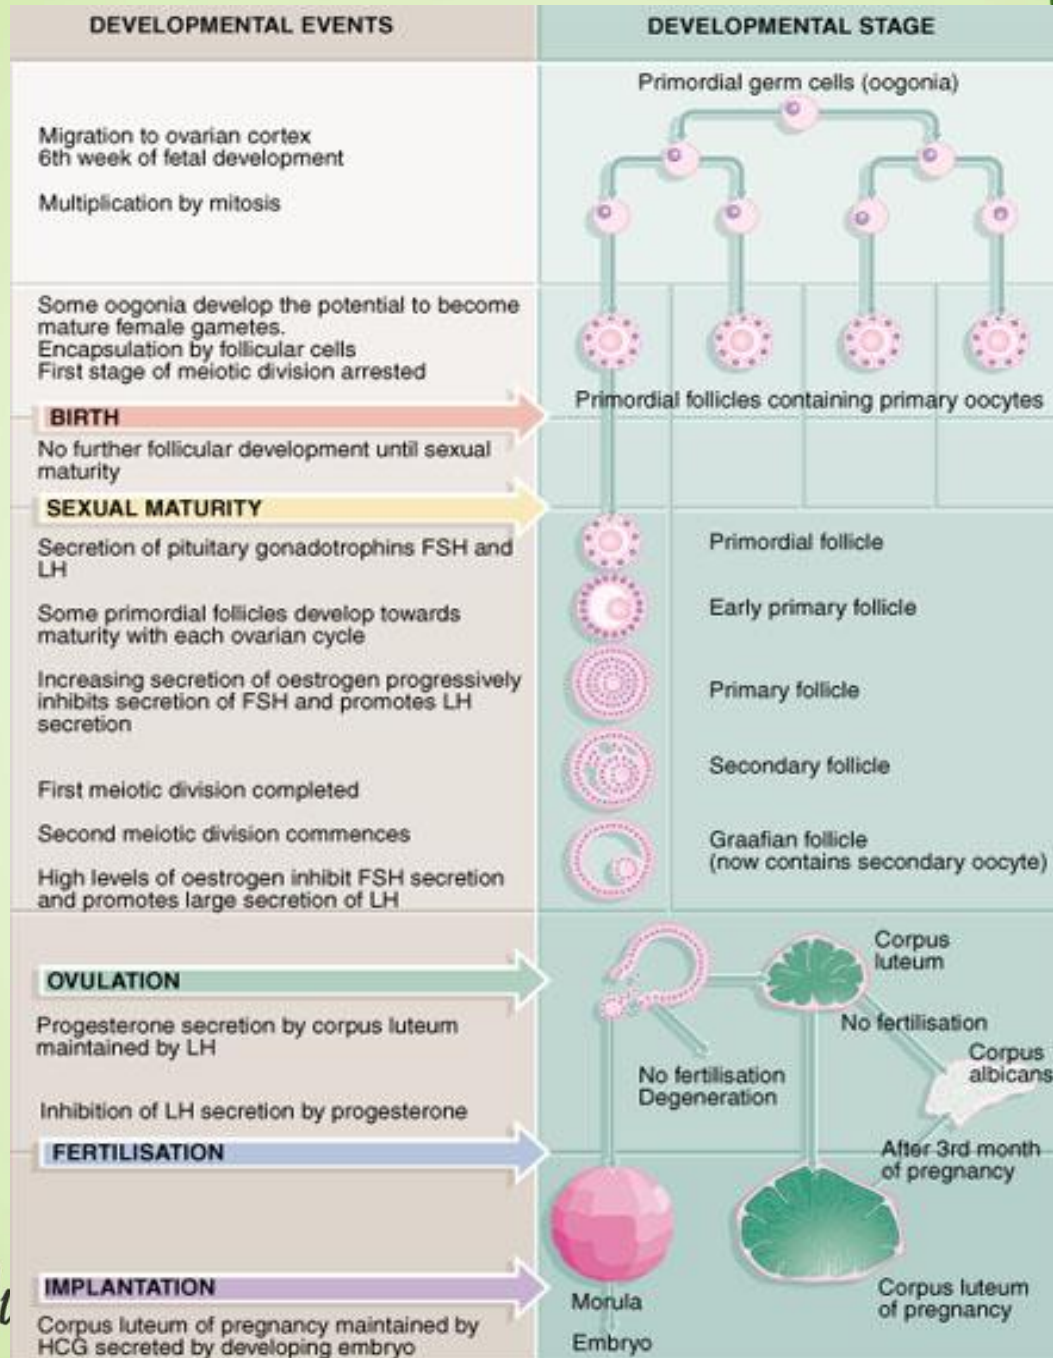 DEVELOPMENTAL EVENTS
DEVELOPMENTAL STAGE
Primordial germ cells (oogonia)
Migration to ovarian cortex
6th week of fetal development
Multiplication by mitosis
Some oogonia develop the potential to become
mature female gametes.
Encapsulation by follicular cells
First stage of meiotic division arrested
Primordial follicles containing primary oocytes
BIRTH
No further follicular development until sexual
maturity
SEXUAL MATURITY
Secretion of pituitary gonadotrophins FSH and
LH
Primordial follicle
Some primordial follicles develop towards
maturity with each ovarian cycle
Early primary follicle
Increasing secretion of oestrogen progressively
inhibits secretion of FSH and promotes LH
secretion
Primary follicle
Secondary follicle
First meiotic division completed
Second meiotic division commences
Graafian follicle
(now contains secondary oocyte)
High levels of oestrogen inhibit FSH secretion
and promotes large secretion of LH
Corpus
luteum
OVULATION
Progesterone secretion by corpus luteum
maintained by LH
No fertilisation
Corpus
albicans
No fertilisation
Degeneration
Inhibition of LH secretion by progesterone
FERTILISATION
After 3rd month
of pregnancy
IMPLANTATION
Morula
Corpus luteum
of pregnancy
Corpus luteum of pregnancy maintained by
HCG secreted by developing embryo
Embryo